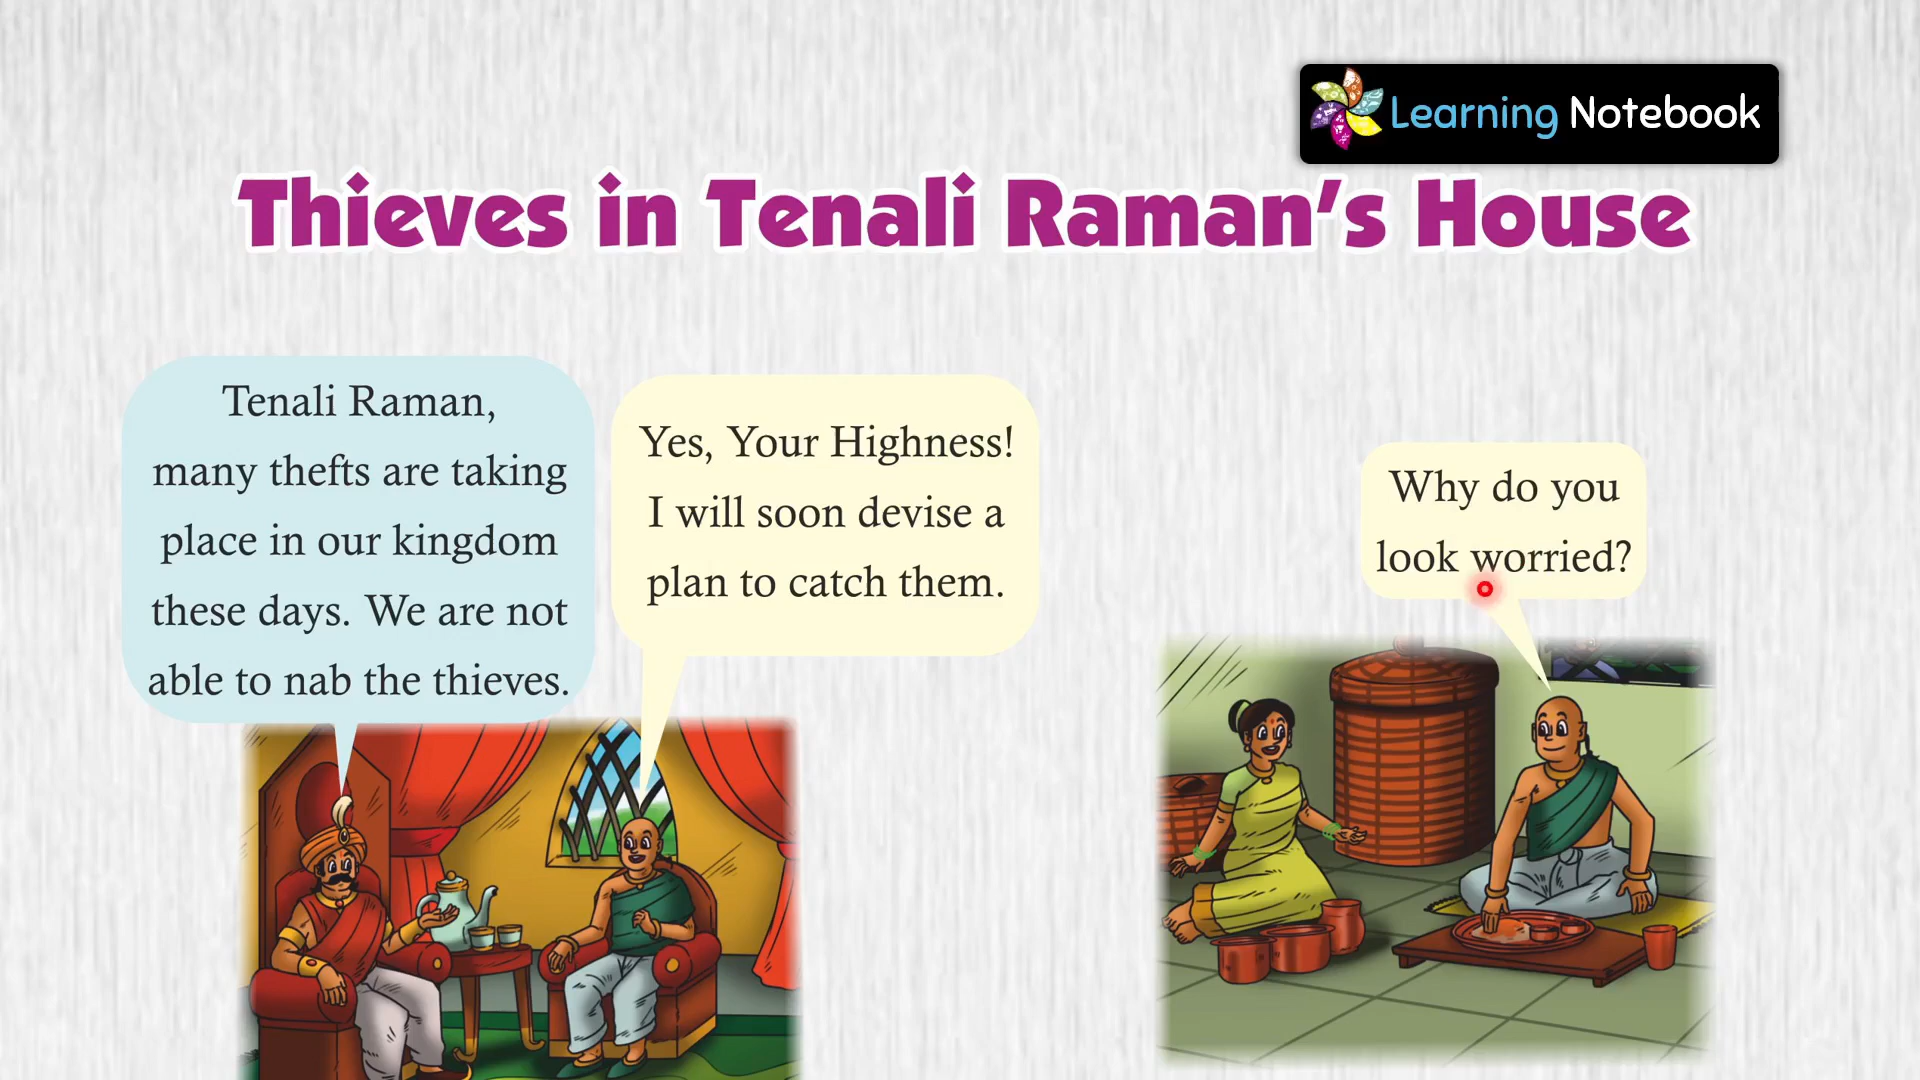 Learning Notebook
Thieves in Tenali Raman's House
Tenali Raman,
many thefts are taking
place in our kingdom
these days. We are not
able to nab the thieves.
Yes, Your Highness!
I will soon devise a
plan to catch them.
Why do you
look worried?